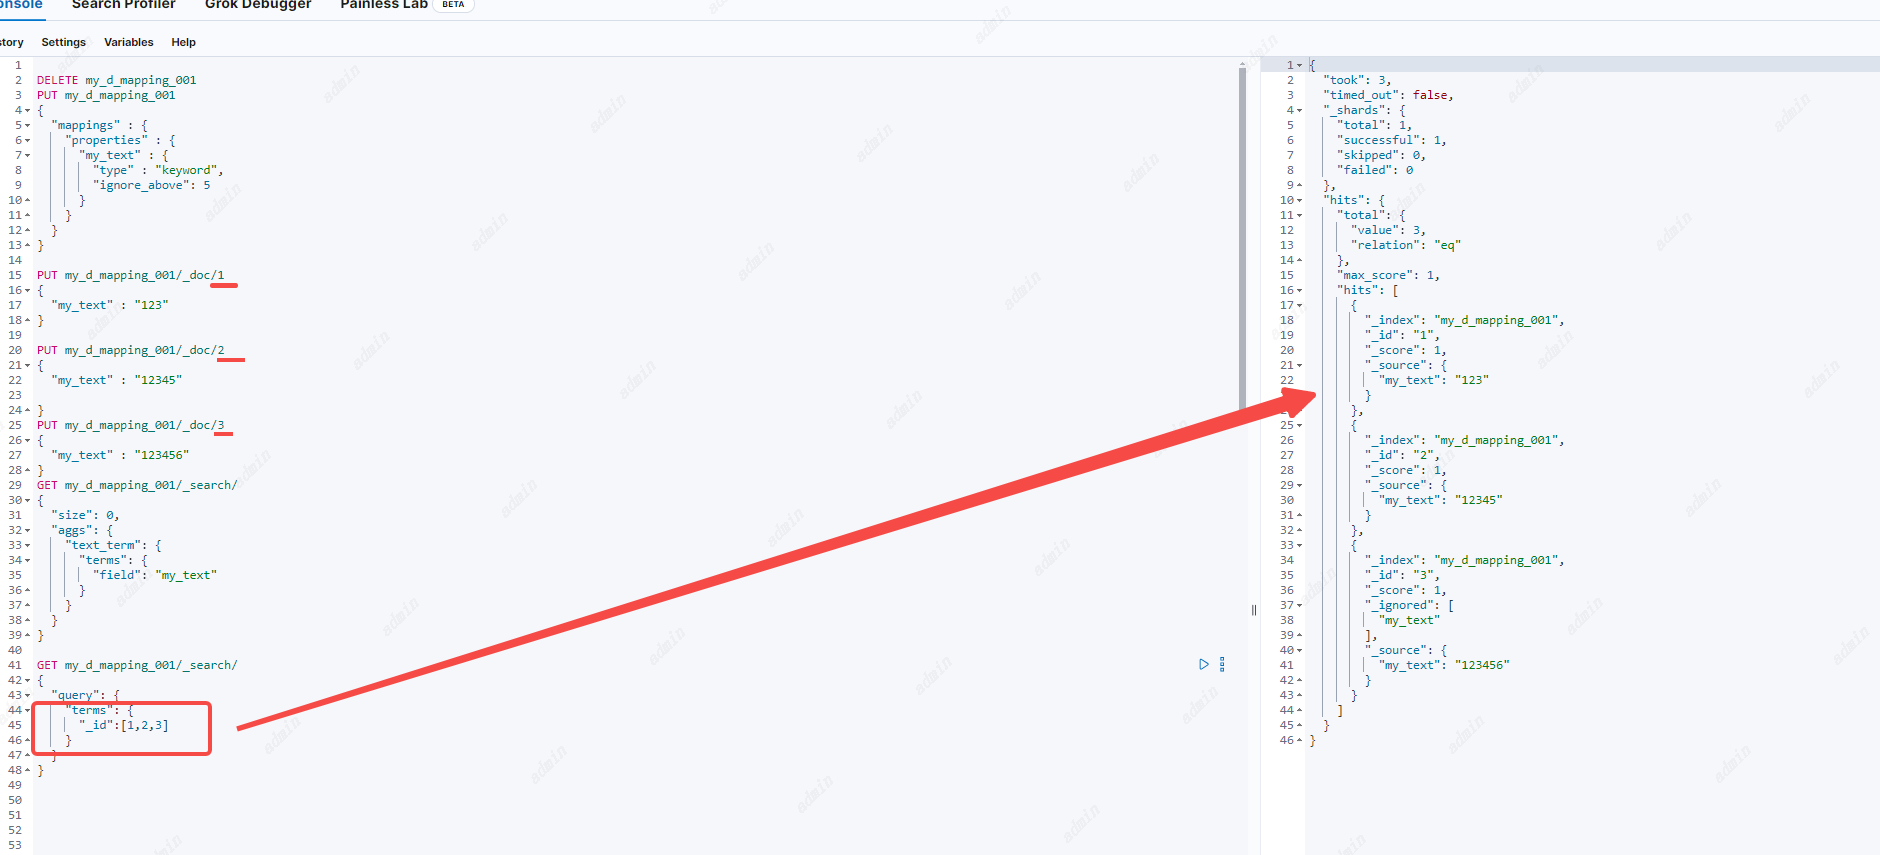 onsole Search Profiler Grok Debugger Painless Lab BETA
story Settings Variables Help
1
2 DELETE my_d_mapping_001
3 PUT my_d_mapping_001
4 {
5 "mappings" : {
6 "properties" : {
7 "my_text" : {
8 "type" : "keyword",
9 "ignore_above": 5
10 }
11 }
12 }
13 }
14
15 PUT my_d_mapping_001/_doc/1
16 {
17 "my_text" : "123"
18 }
19
20 PUT my_d_mapping_001/_doc/2
21 {
22 "my_text" : "12345"
23
24 }
25 PUT my_d_mapping_001/_doc/3
26 {
27 "my_text" : "123456"
28 }
29 GET my_d_mapping_001/_search/
30 {
31 "size": 0,
32 "aggs": {
33 "text_term": {
34 "terms": {
35 "field": "my_text"
36 }
37 }
38 }
39 }
40
41 GET my_d_mapping_001/_search/
42 {
43 "query": {
44 "terms": {
45 "_id":[1,2,3]
46 }
47 }
48 }
49
50
51
52
53
1 {
2 "took": 3,
3 "timed_out": false,
4 "_shards": {
5 "total": 1,
6 "successful": 1,
7 "skipped": 0,
8 "failed": 0
9 },
10 "hits": {
11 "total": {
12 "value": 3,
13 "relation": "eq"
14 },
15 "max_score": 1,
16 "hits": [
17 {
18 "_index": "my_d_mapping_001",
19 "_id": "1",
20 "_score": 1,
21 "_source": {
22 "my_text": "123"
}
},
25 {
26 "_index": "my_d_mapping_001",
27 "_id": "2",
28 "_score": 1,
29 "_source": {
30 "my_text": "12345"
31 }
32 },
33 {
34 "_index": "my_d_mapping_001",
35 "_id": "3",
36 "_score": 1,
37 "_ignored": [
38 "my_text"
39 ],
40 "_source": {
41 "my_text": "123456"
42 }
43 }
44 ]
45 }
46 }
admin